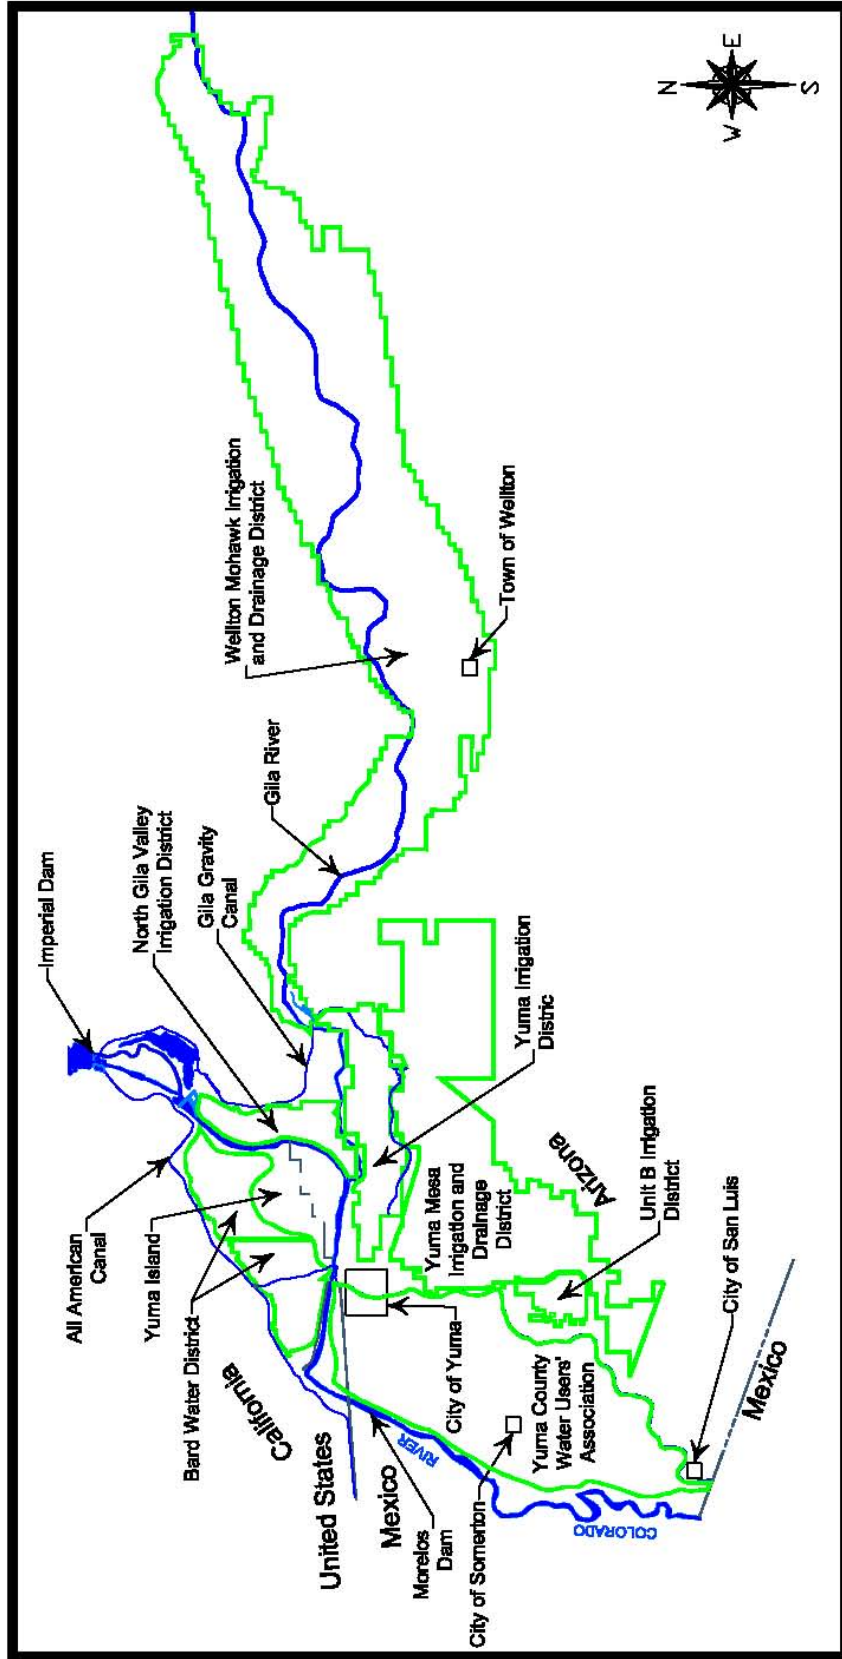 Imperial Dam
North Gila Valley
Irrigation District
Gila Gravity
Canal
Gila River
Wellton Mohawk Irrigation
and Drainage District
All American
Canal
Yuma Island
Bard Water District
California
United States
Mexico
Morelos
Dam
RIVER
COLORADO
City of Yuma
City of Somerton
Yuma County
Water Users'
Association
Yuma Mesa
Irrigation and
Drainage
District
Yuma Irrigation
Distric
Arizona
Unit B Irrigation
District
City of San Luis
Mexico
Town of Wellton
N
W
E
S